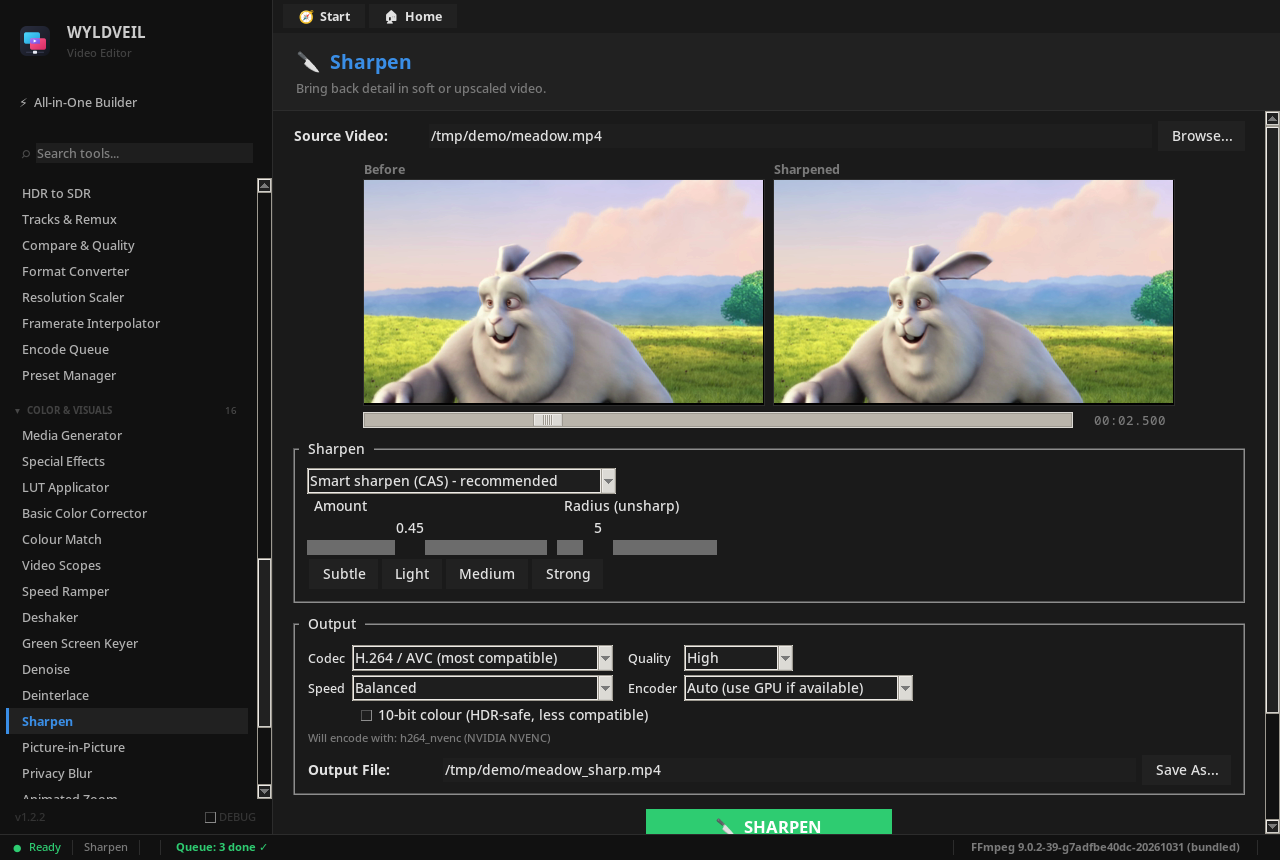 WYLDVEIL
Video Editor
⚡ All-in-One Builder
Search tools...
HDR to SDR
Tracks & Remux
Compare & Quality
Format Converter
Resolution Scaler
Framerate Interpolator
Encode Queue
Preset Manager
▾ COLOR & VISUALS 16
Media Generator
Special Effects
LUT Applicator
Basic Color Corrector
Colour Match
Video Scopes
Speed Ramper
Deshaker
Green Screen Keyer
Denoise
Deinterlace
Sharpen
Picture-in-Picture
Privacy Blur
Animated Zoom
v1.2.2 DEBUG
Start Home
Sharpen
Bring back detail in soft or upscaled video.
Source Video: /tmp/demo/meadow.mp4 Browse...
Before Sharpened
00:02.500
Sharpen
Smart sharpen (CAS) - recommended
Amount Radius (unsharp)
0.45 5
Subtle Light Medium Strong
Output
Codec H.264 / AVC (most compatible) Quality High
Speed Balanced Encoder Auto (use GPU if available)
10-bit colour (HDR-safe, less compatible)
Will encode with: h264_nvenc (NVIDIA NVENC)
Output File: /tmp/demo/meadow_sharp.mp4 Save As...
SHARPEN
● Ready Sharpen Queue: 3 done ✓ FFmpeg 9.0.2-39-g7adfbe40dc-20261031 (bundled)